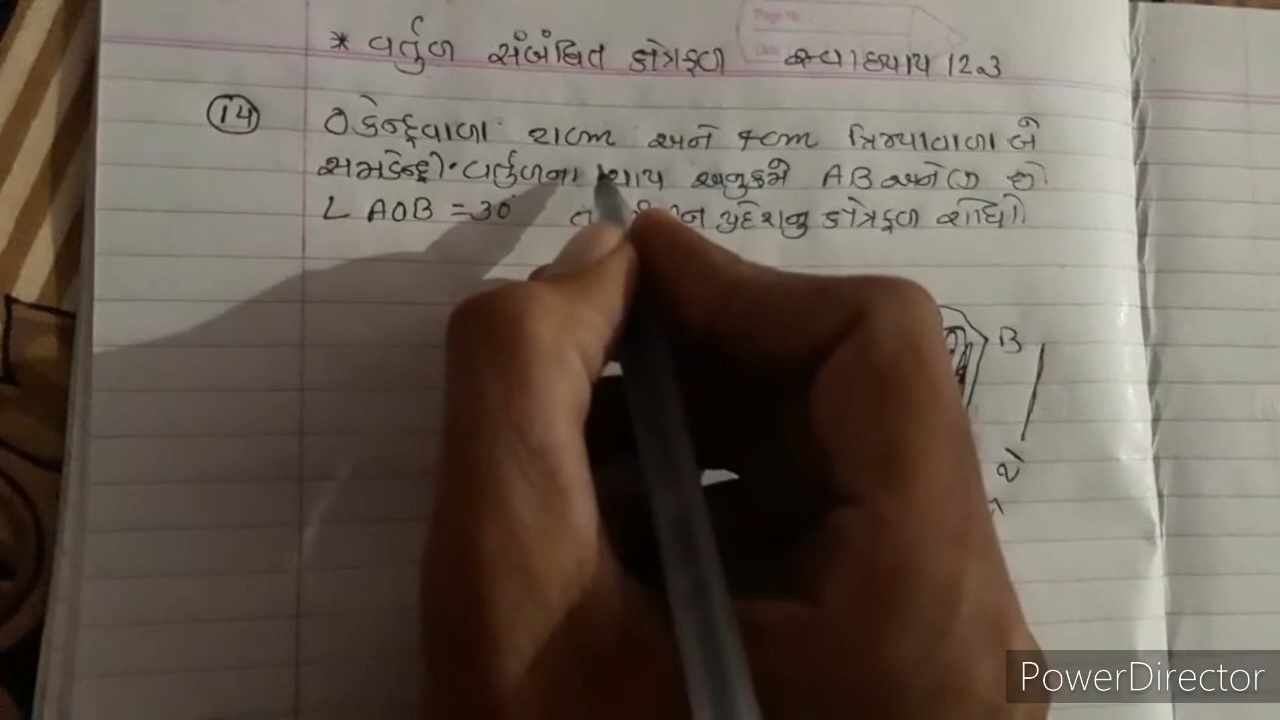 * વર્તુળ સંબંધિત ક્ષેત્રફળ સ્વાધ્યાય 12.3
14 O કેન્દ્રવાળા 21cm અને 7cm ત્રિજ્યાવાળા બે
સમકેન્દ્રી વર્તુળના ચાપ અનુક્રમે AB અને CD છે
∠ AOB = 30° પ્રદેશનુ ક્ષેત્રફળ શોધો
B
21
PowerDirector